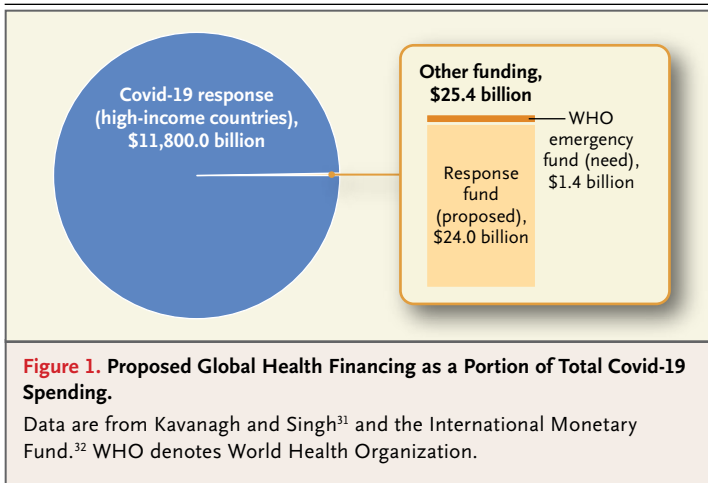 Covid-19 response
(high-income countries),
$11,800.0 billion
Other funding,
$25.4 billion
WHO
emergency
fund (need),
$1.4 billion
Response
fund
(proposed),
$24.0 billion
Figure 1. Proposed Global Health Financing as a Portion of Total Covid-19
Spending.
Data are from Kavanagh and Singh31 and the International Monetary
Fund.32 WHO denotes World Health Organization.